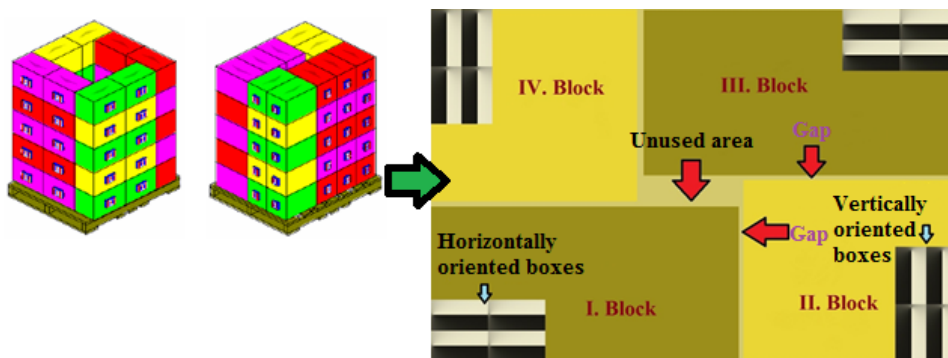 IV. Block
III. Block
Unused area
Gap
Gap
Vertically
oriented
boxes
Horizontally
oriented boxes
I. Block
II. Block